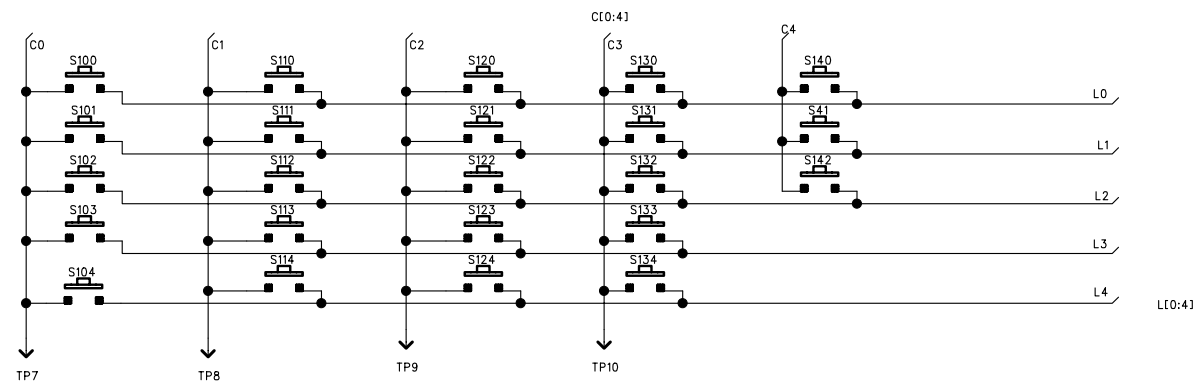 C[0:4]
C0 C1 C2 C3 C4
S100 S110 S120 S130 S140
L0
S101 S111 S121 S131 S41
L1
S102 S112 S122 S132 S142
L2
S103 S113 S123 S133
L3
S104 S114 S124 S134
L4
L[0:4]
TP7 TP8 TP9 TP10